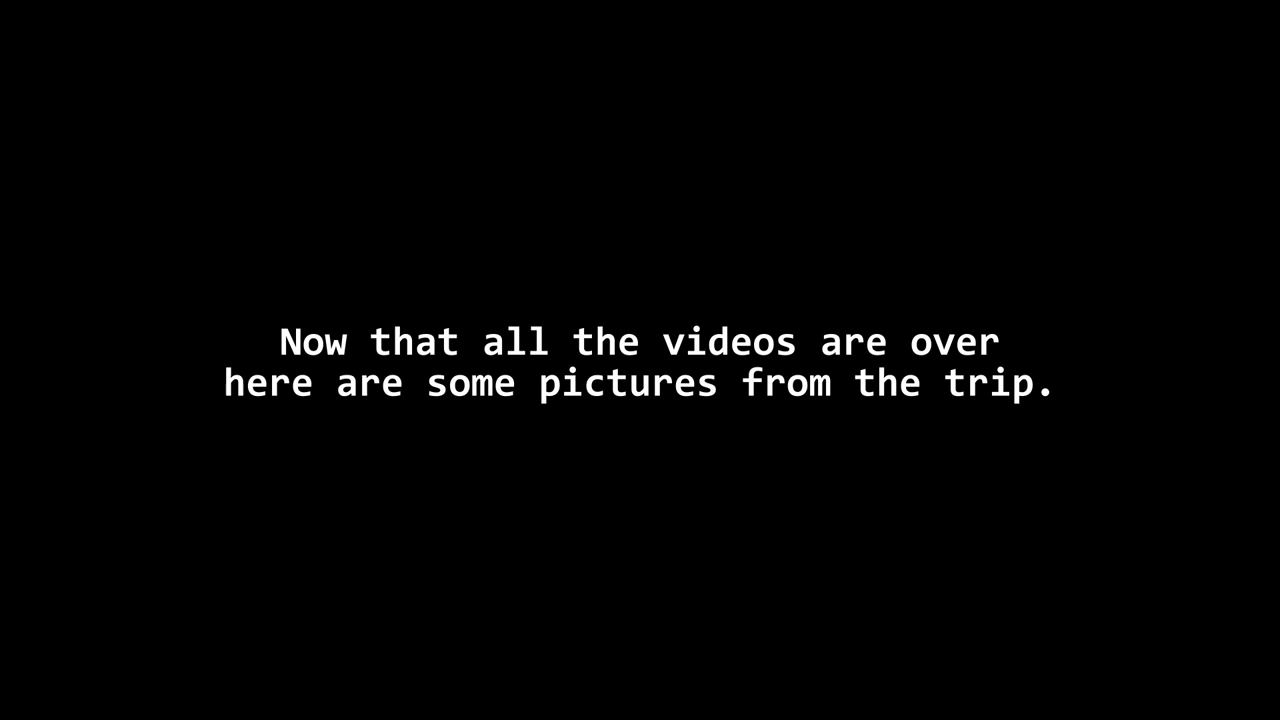 Now that all the videos are over
here are some pictures from the trip.